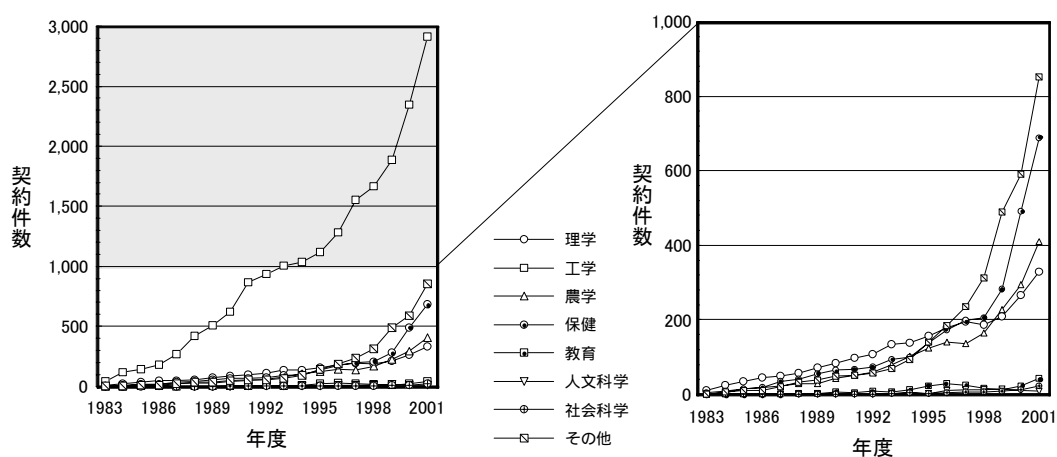 3,000
2,500
2,000
1,500
1,000
500
0
契約件数
1983 1986 1989 1992 1995 1998 2001
年度
理学
工学
農学
保健
教育
人文科学
社会科学
その他
1,000
800
600
400
200
0
契約件数
1983 1986 1989 1992 1995 1998 2001
年度